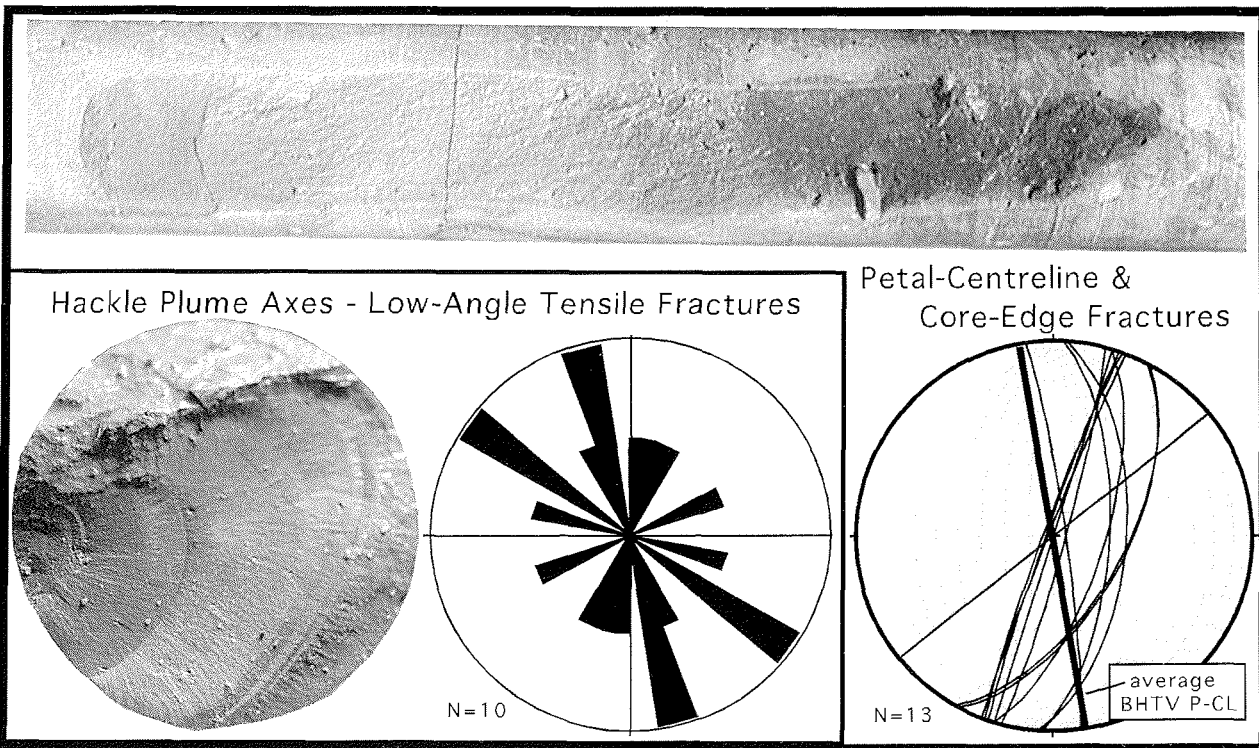 Hackle Plume Axes - Low-Angle Tensile Fractures
N=10
Petal-Centreline &
Core-Edge Fractures
N=13
average
BHTV P-CL